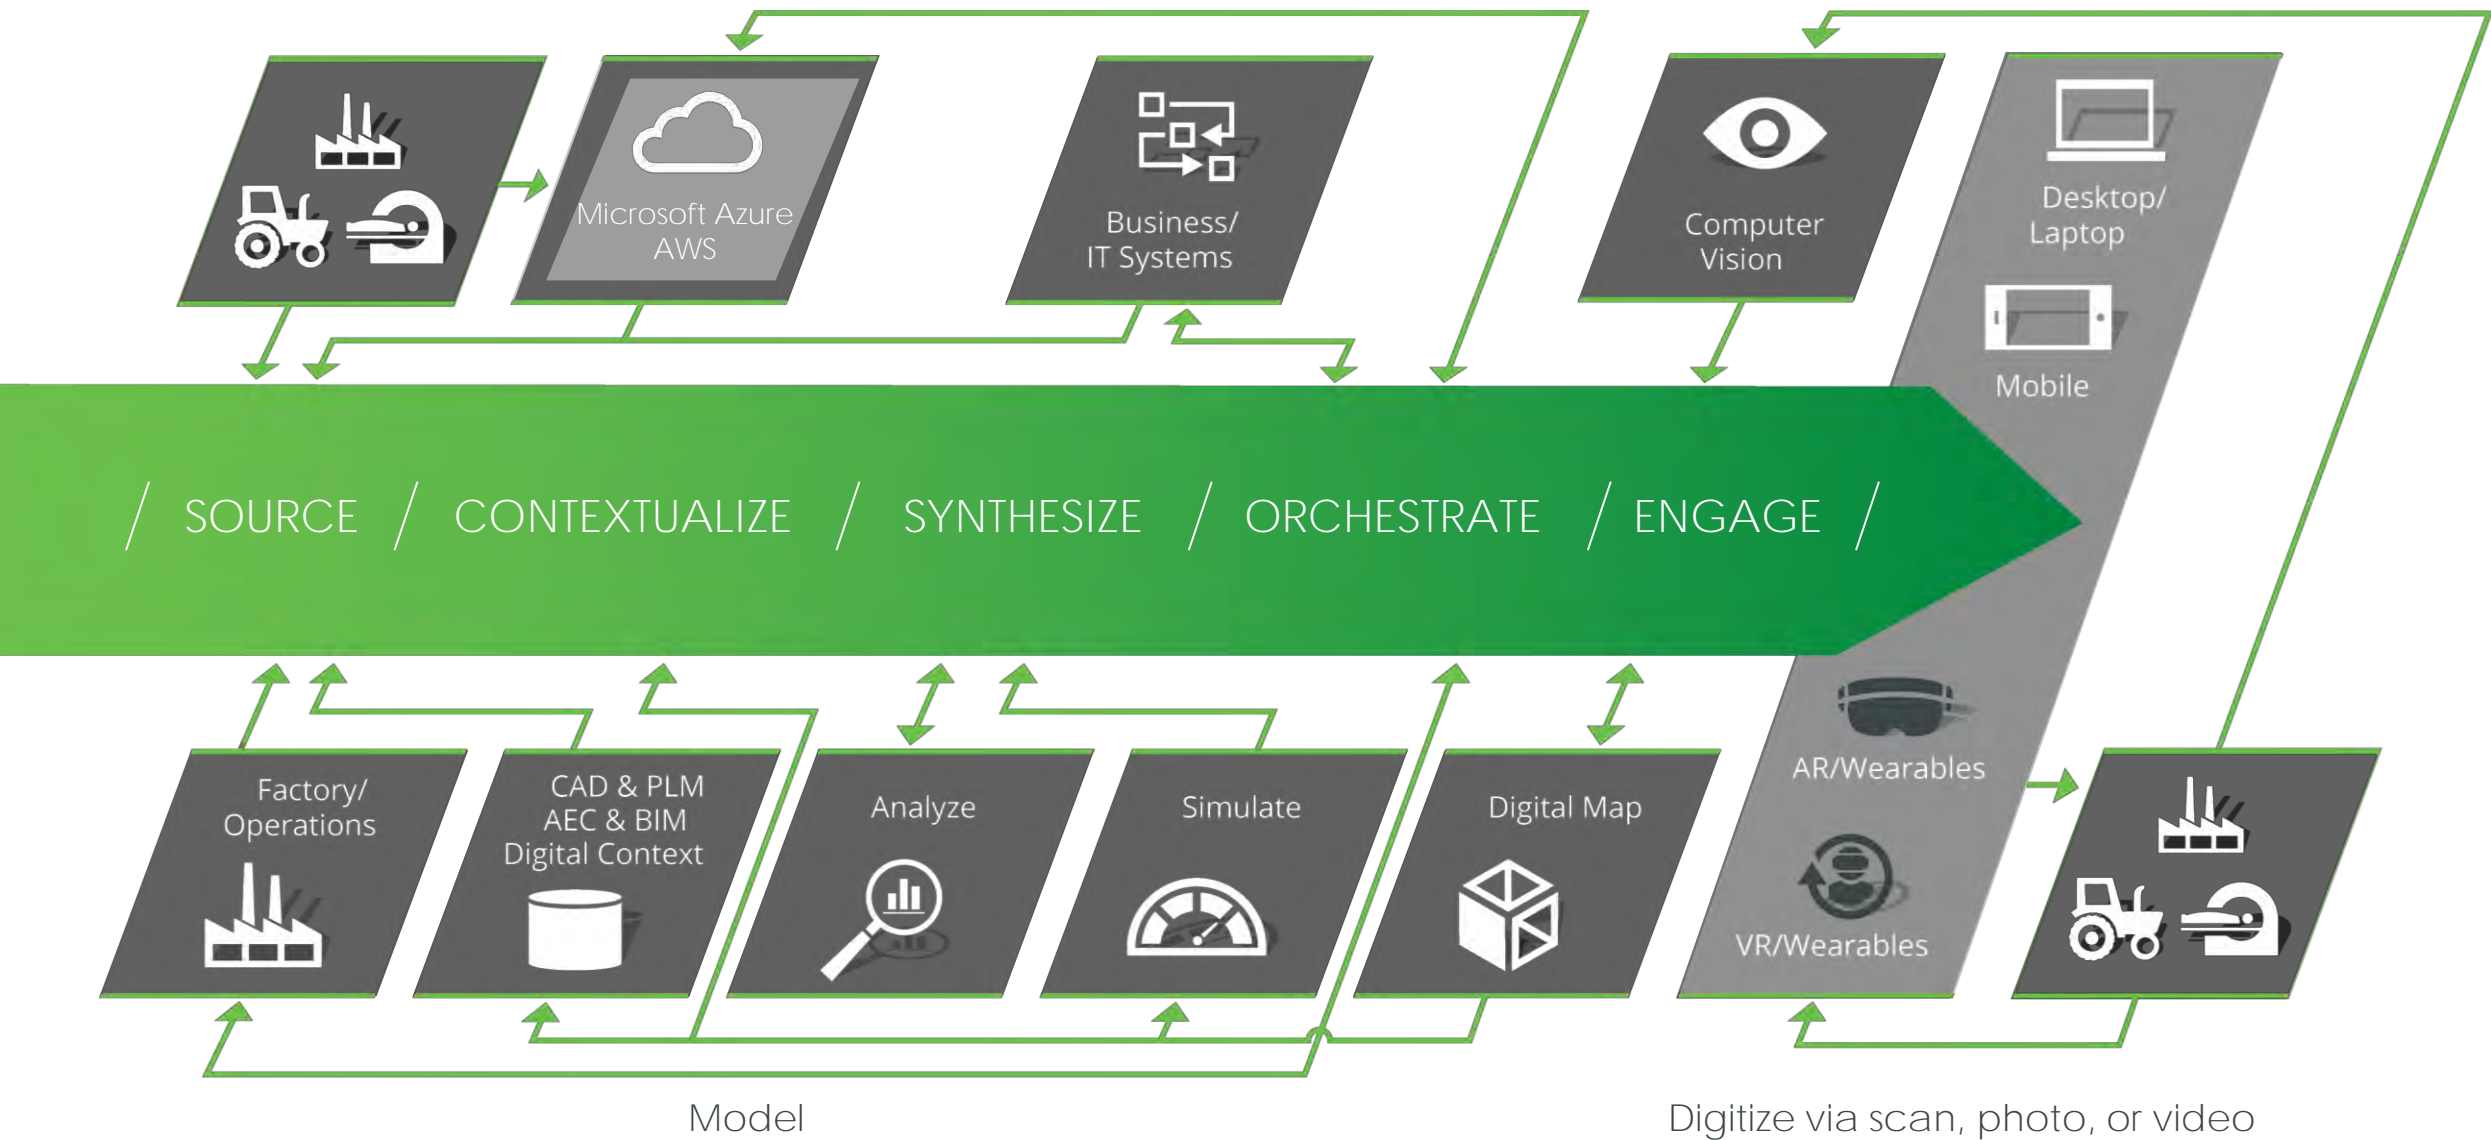 Microsoft Azure
AWS
Business/
IT Systems
Computer
Vision
Desktop/
Laptop
Mobile
/ SOURCE / CONTEXTUALIZE / SYNTHESIZE / ORCHESTRATE / ENGAGE /
Factory/
Operations
CAD & PLM
AEC & BIM
Digital Context
Analyze
Simulate
Digital Map
AR/Wearables
VR/Wearables
Model
Digitize via scan, photo, or video